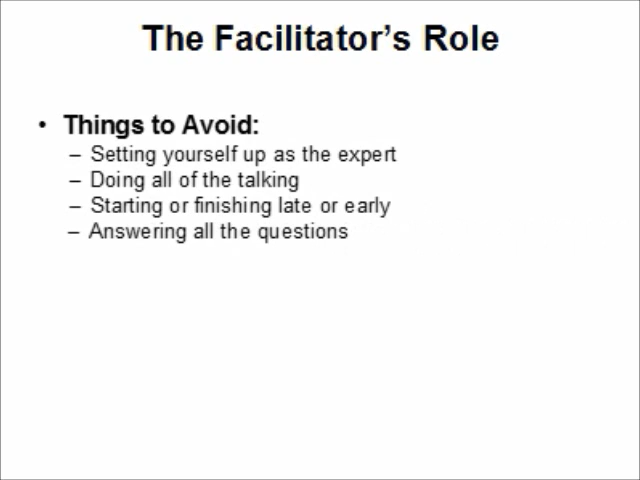 The Facilitator's Role
• Things to Avoid:
– Setting yourself up as the expert
– Doing all of the talking
– Starting or finishing late or early
– Answering all the questions